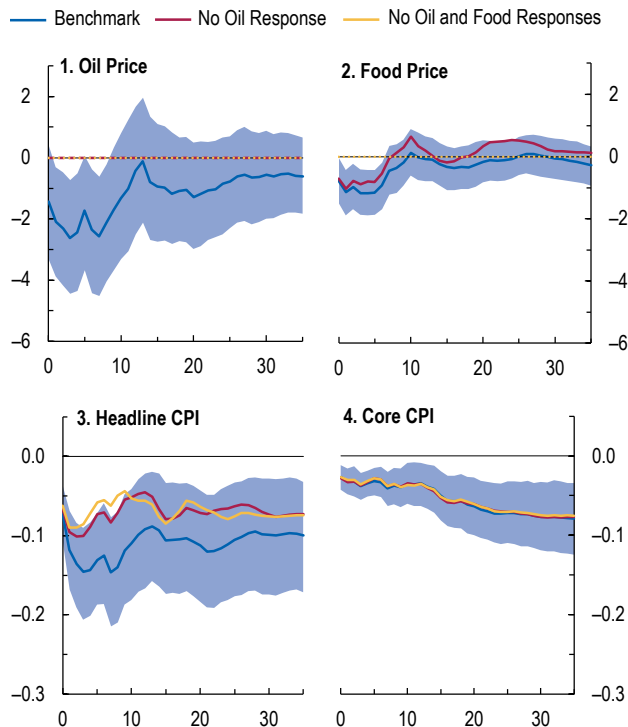 Benchmark No Oil Response No Oil and Food Responses
1. Oil Price
2
0
–2
–4
–6
0 10 20 30
2. Food Price
2
0
–2
–4
–6
0 10 20 30
3. Headline CPI
0.0
–0.1
–0.2
–0.3
0 10 20 30
4. Core CPI
0.0
–0.1
–0.2
–0.3
0 10 20 30